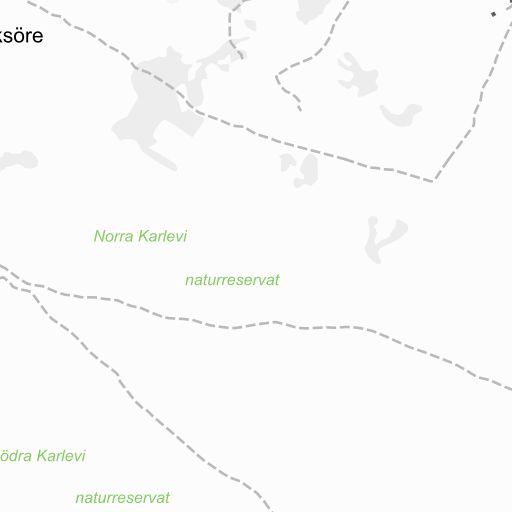 ksöre
Norra Karlevi
naturreservat
ödra Karlevi
naturreservat